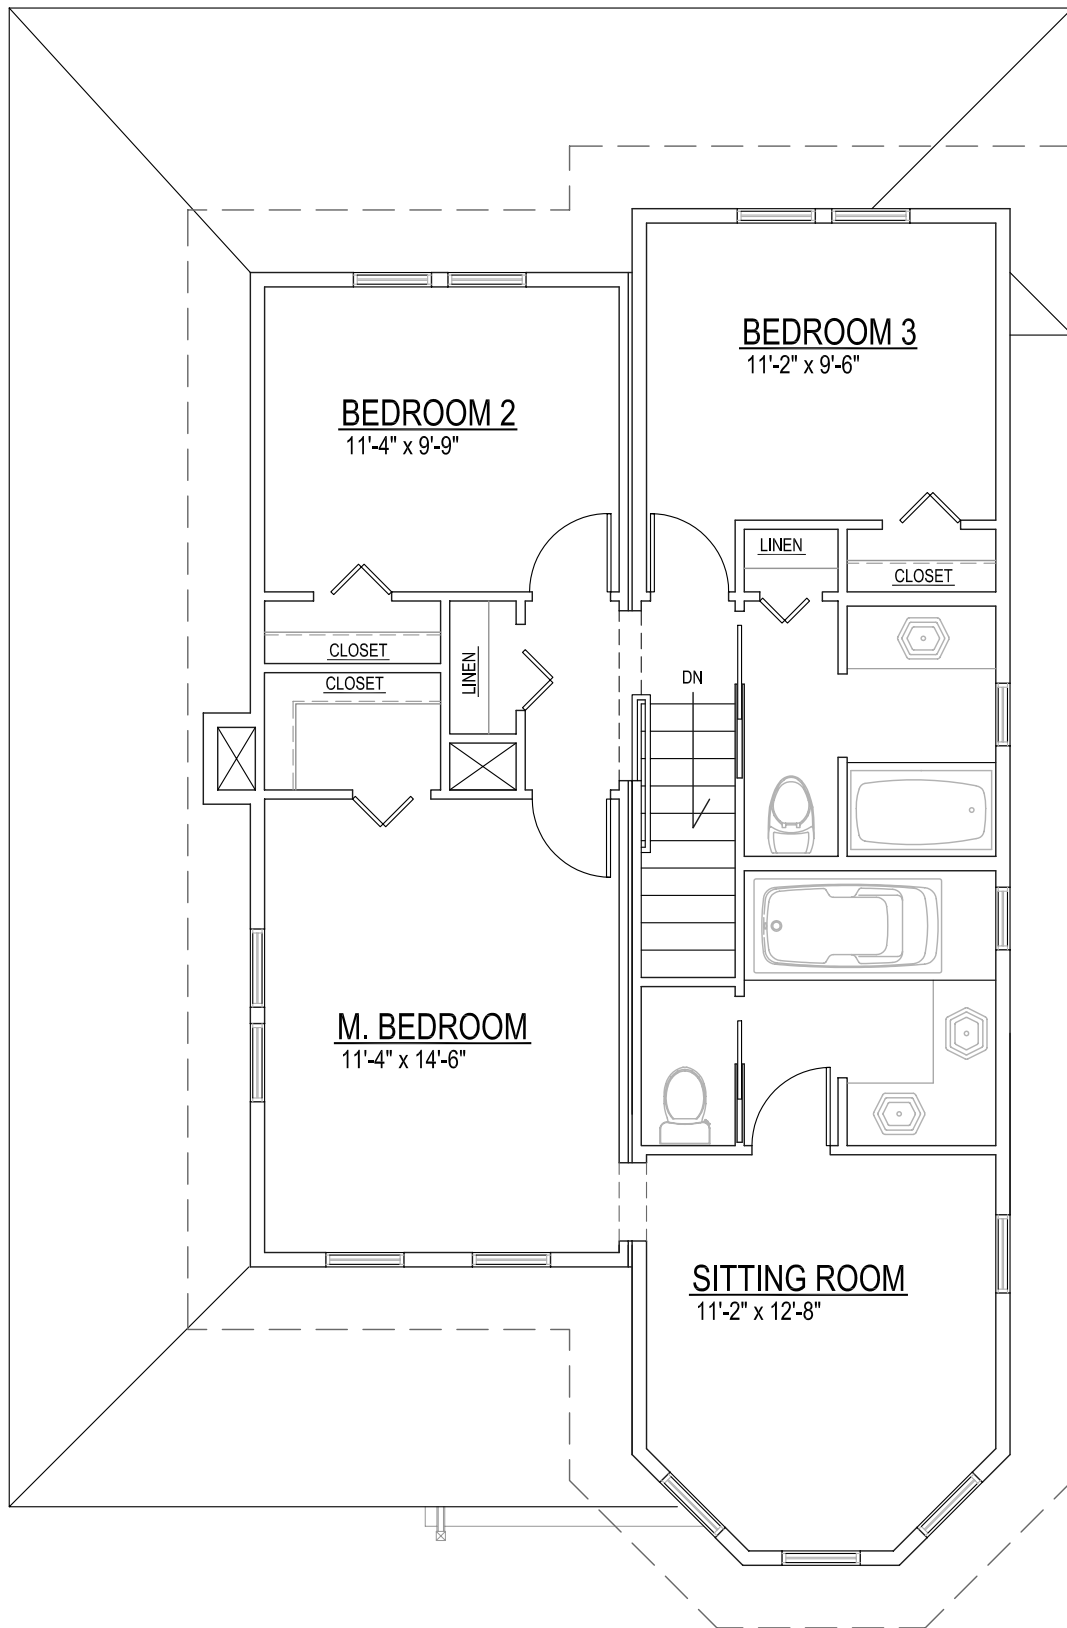 BEDROOM 3
11'-2" x 9'-6"
BEDROOM 2
11'-4" x 9'-9"
LINEN
CLOSET
CLOSET
LINEN
CLOSET
DN
M. BEDROOM
11'-4" x 14'-6"
SITTING ROOM
11'-2" x 12'-8"